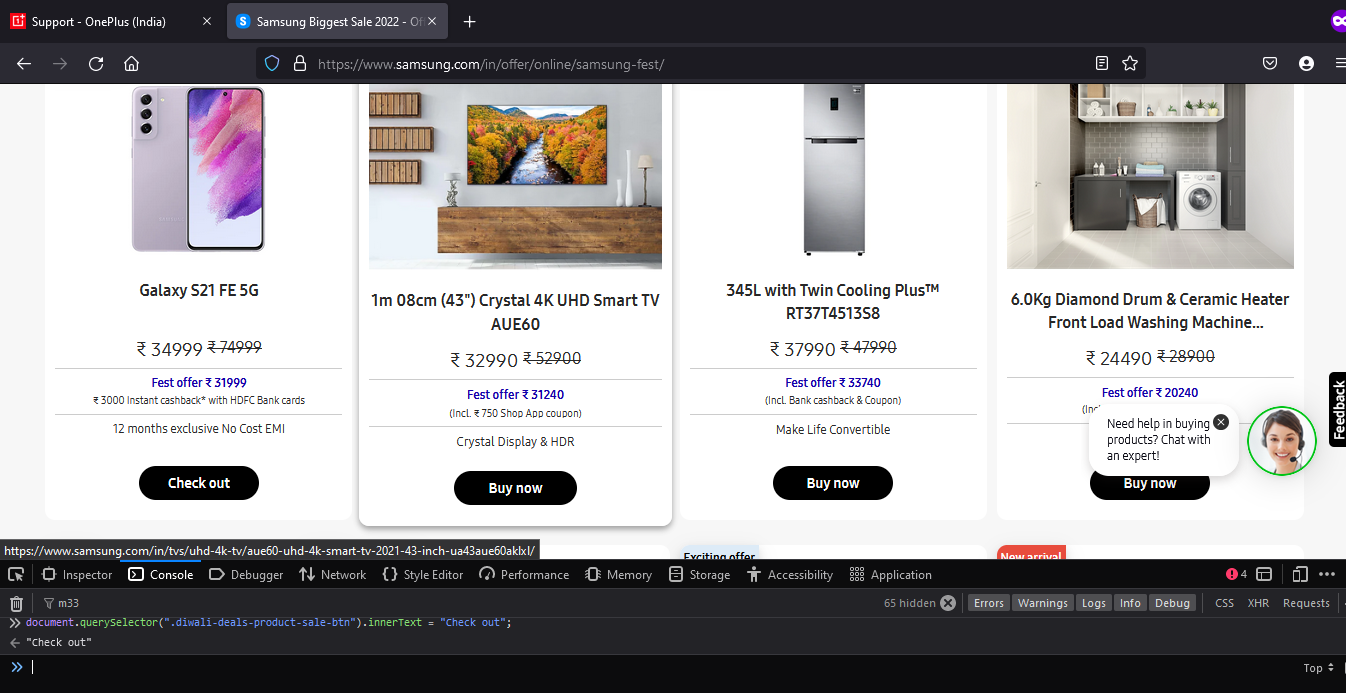 Support - OnePlus (India)
Samsung Biggest Sale 2022 - Off
https://www.samsung.com/in/offer/online/samsung-fest/
Galaxy S21 FE 5G
₹ 34999 ₹ 74999
Fest offer ₹ 31999
₹ 3000 Instant cashback* with HDFC Bank cards
12 months exclusive No Cost EMI
Check out
1m 08cm (43") Crystal 4K UHD Smart TV
AUE60
₹ 32990 ₹ 52900
Fest offer ₹ 31240
(Incl. ₹ 750 Shop App coupon)
Crystal Display & HDR
Buy now
345L with Twin Cooling Plus™
RT37T4513S8
₹ 37990 ₹ 47990
Fest offer ₹ 33740
(Incl. Bank cashback & Coupon)
Make Life Convertible
Buy now
6.0Kg Diamond Drum & Ceramic Heater
Front Load Washing Machine...
₹ 24490 ₹ 28900
Fest offer ₹ 20240
Buy now
Need help in buying
products? Chat with
an expert!
Feedback
Exciting offer
New arrival
https://www.samsung.com/in/tvs/uhd-4k-tv/aue60-uhd-4k-smart-tv-2021-43-inch-ua43aue60aklxl/
Inspector Console Debugger Network Style Editor Performance Memory Storage Accessibility Application 4
m33 65 hidden Errors Warnings Logs Info Debug CSS XHR Requests
document.querySelector(".diwali-deals-product-sale-btn").innerText = "Check out";
"Check out"
Top